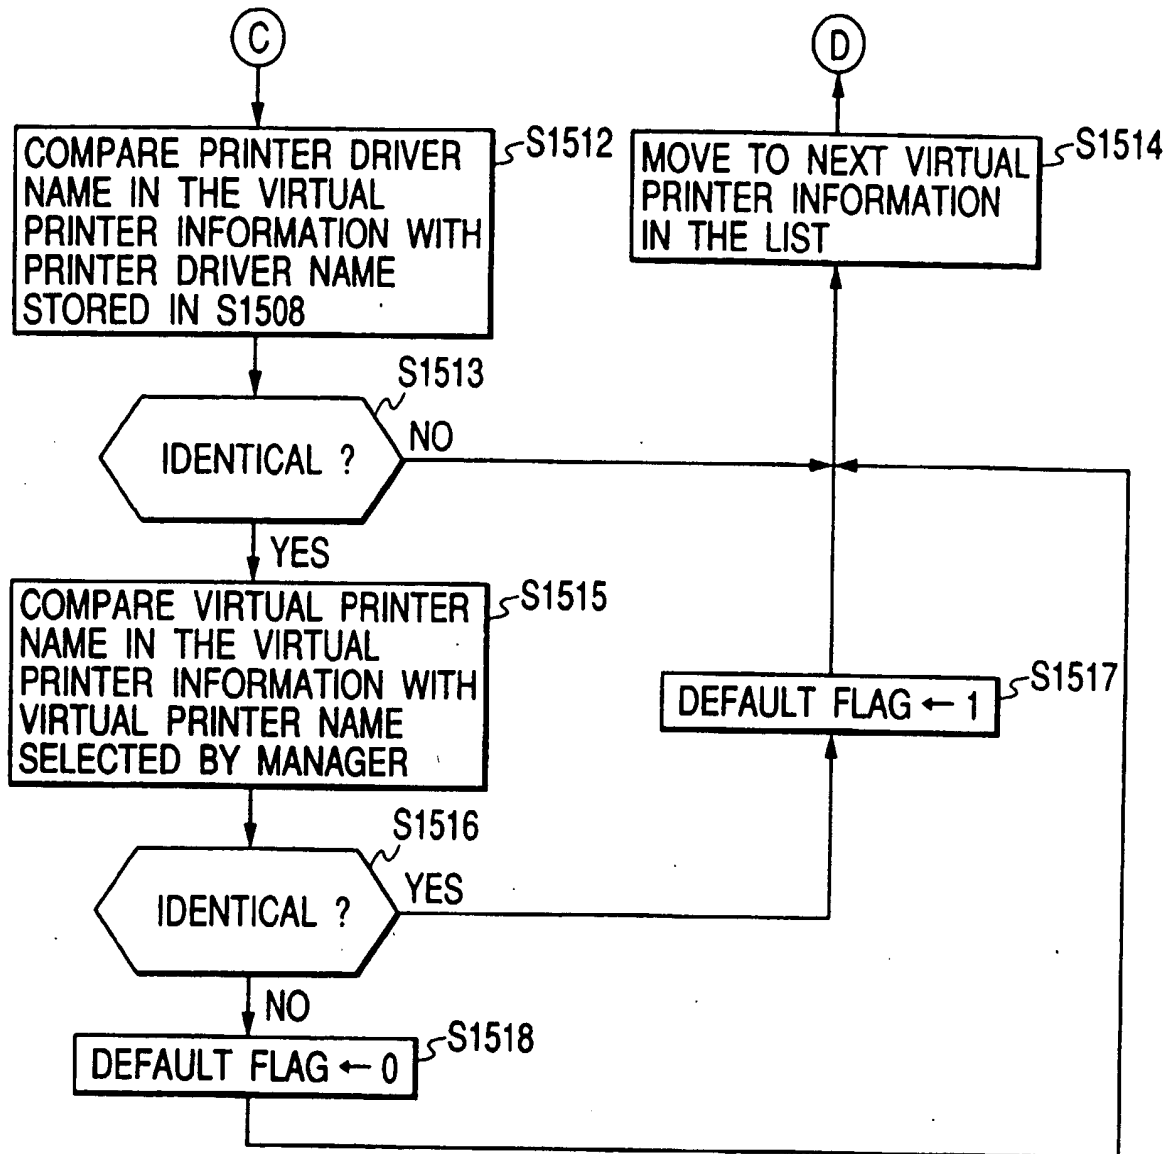 C
COMPARE PRINTER DRIVER
NAME IN THE VIRTUAL
PRINTER INFORMATION WITH
PRINTER DRIVER NAME
STORED IN S1508
S1512
D
MOVE TO NEXT VIRTUAL
PRINTER INFORMATION
IN THE LIST
S1514
S1513
IDENTICAL ?
NO
YES
COMPARE VIRTUAL PRINTER
NAME IN THE VIRTUAL
PRINTER INFORMATION WITH
VIRTUAL PRINTER NAME
SELECTED BY MANAGER
S1515
DEFAULT FLAG ← 1
S1517
S1516
IDENTICAL ?
YES
NO
DEFAULT FLAG ← 0
S1518